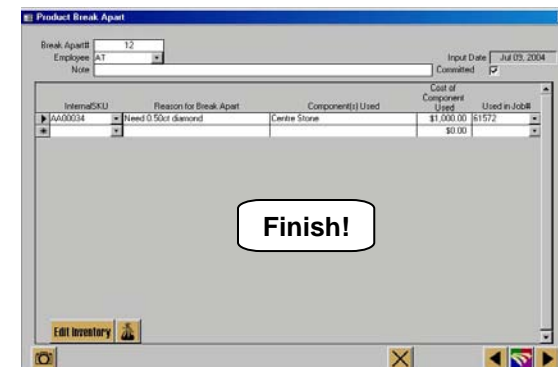 Product Break Apart
Break Apart# 12
Employee AT
Input Date Jul 09, 2004
Note
Committed
InternalSKU Reason for Break Apart Component(s) Used Cost of Component Used Used in Job#
AA00034 Need 0.50ct diamond Centre Stone $1,000.00 61572
$0.00
Finish!
Edit Inventory